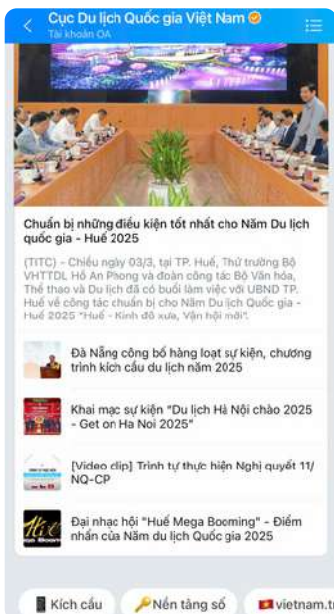 Cục Du lịch Quốc gia Việt Nam
Tài khoản OA
Chuẩn bị những điều kiện tốt nhất cho Năm Du lịch
quốc gia - Huế 2025
(TITC) - Chiều ngày 03/3, tại TP. Huế, Thứ trưởng Bộ
VHTTDL Hồ An Phong và đoàn công tác Bộ Văn hóa,
Thể thao và Du lịch đã có buổi làm việc với UBND TP.
Huế về công tác chuẩn bị cho Năm Du lịch Quốc gia -
Huế 2025 "Huế - Kinh đô xưa, Vận hội mới".
Đà Nẵng công bố hàng loạt sự kiện, chương
trình kích cầu du lịch năm 2025
Khai mạc sự kiện "Du lịch Hà Nội chào 2025
- Get on Ha Noi 2025"
[Video clip] Trình tự thực hiện Nghị quyết 11/
NQ-CP
Đại nhạc hội "Huế Mega Booming" - Điểm
nhấn của Năm du lịch Quốc gia 2025
Kích cầu
Nền tảng số
vietnam.tr